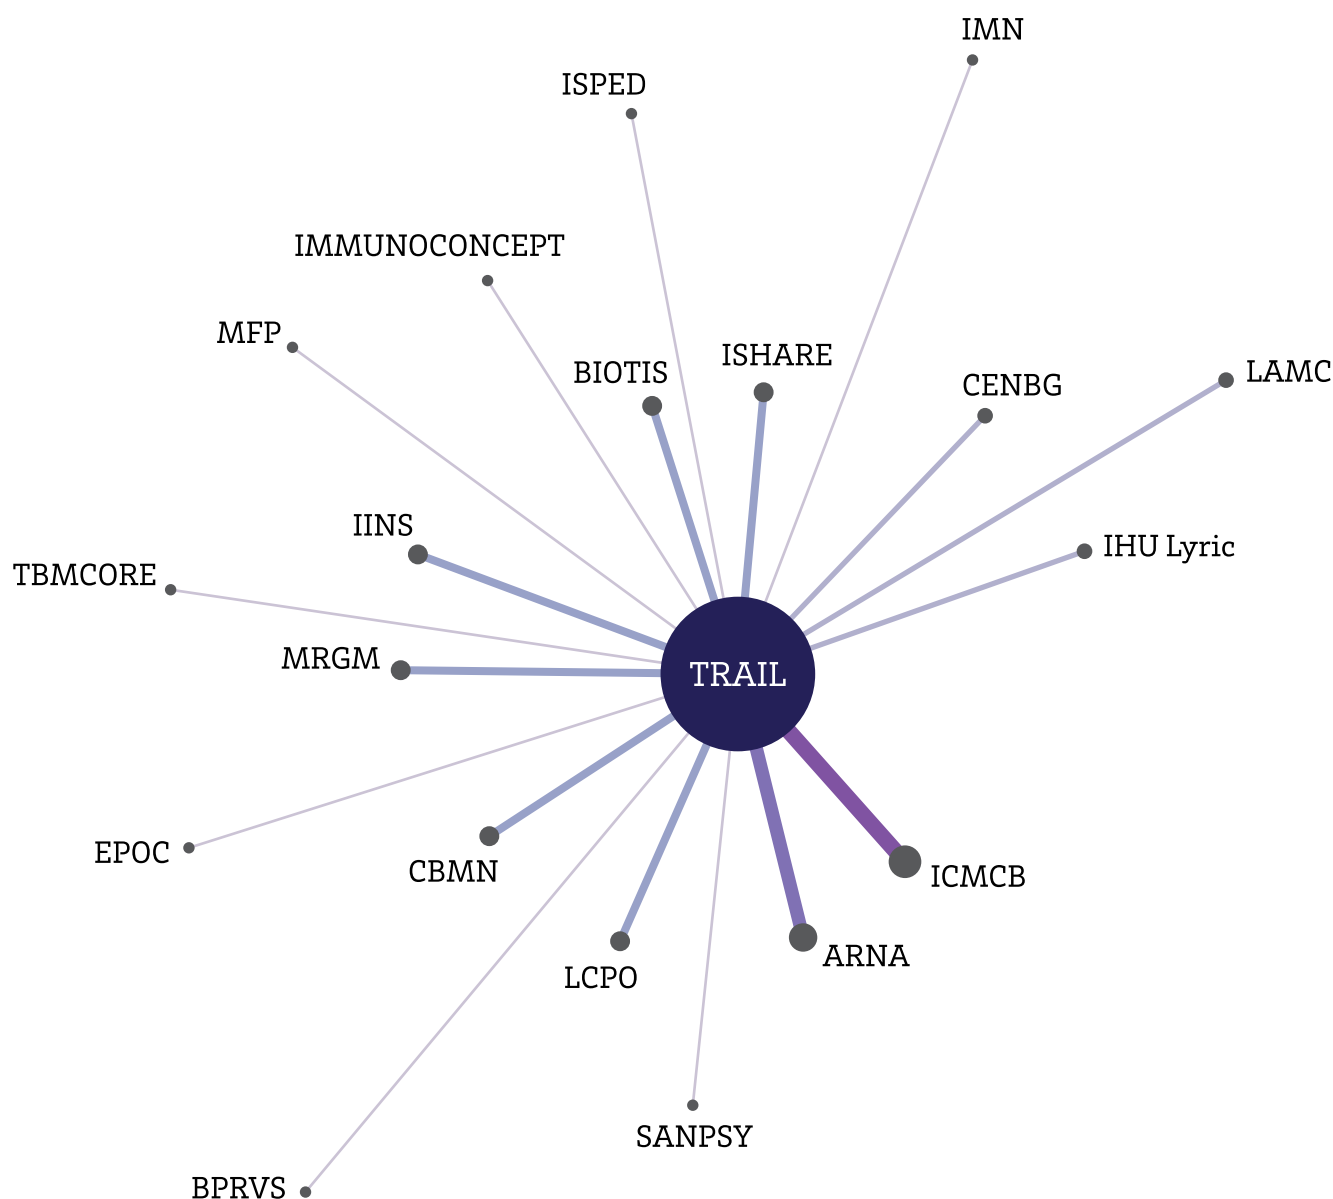 IMN
ISPED
IMMUNOCONCEPT
MFP
ISHARE
BIOTIS
LAMC
CENBG
IINS
IHU Lyric
TBMCORE
MRGM
TRAIL
EPOC
CBMN
ICMCB
ARNA
LCPO
SANPSY
BPRVS